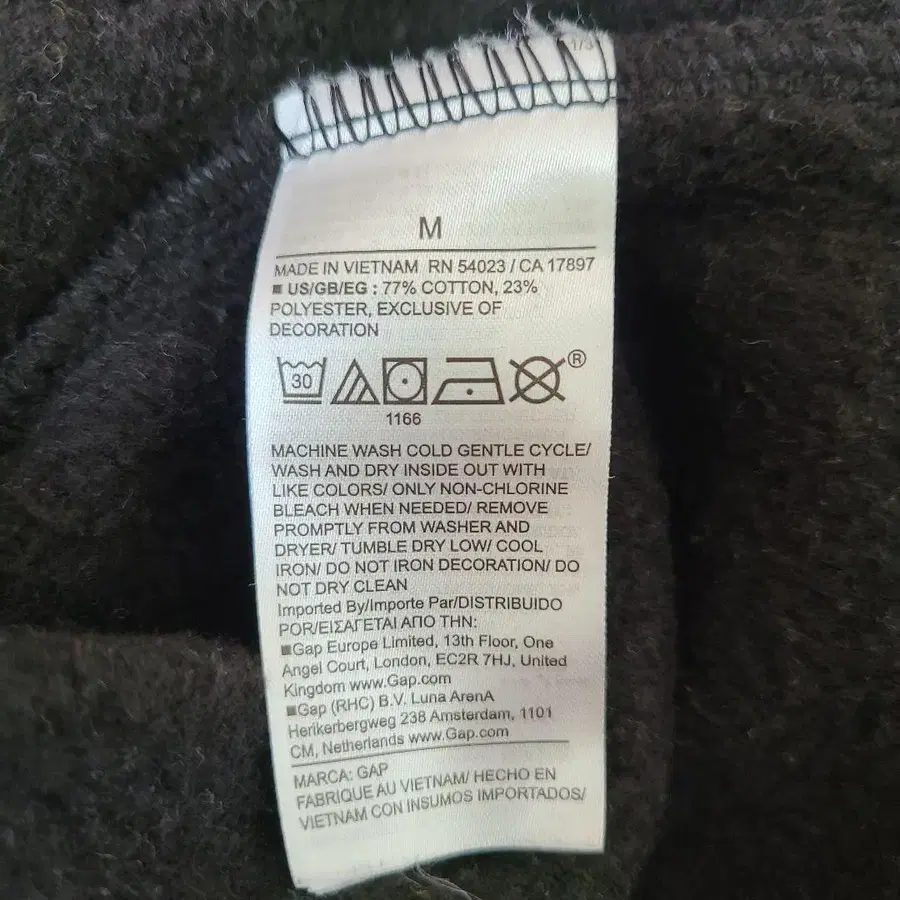 1/3
M
MADE IN VIETNAM RN 54023 / CA 17897
■ US/GB/EG : 77% COTTON, 23%
POLYESTER, EXCLUSIVE OF
DECORATION
30 ®
1166
MACHINE WASH COLD GENTLE CYCLE/
WASH AND DRY INSIDE OUT WITH
LIKE COLORS/ ONLY NON-CHLORINE
BLEACH WHEN NEEDED/ REMOVE
PROMPTLY FROM WASHER AND
DRYER/ TUMBLE DRY LOW/ COOL
IRON/ DO NOT IRON DECORATION/ DO
NOT DRY CLEAN
Imported By/Importe Par/DISTRIBUIDO
POR/ΕΙΣΑΓΕΤΑΙ ΑΠΟ ΤΗΝ:
■Gap Europe Limited, 13th Floor, One
Angel Court, London, EC2R 7HJ, United
Kingdom www.Gap.com
■Gap (RHC) B.V. Luna ArenA
Herikerbergweg 238 Amsterdam, 1101
CM, Netherlands www.Gap.com
MARCA: GAP
FABRIQUE AU VIETNAM/ HECHO EN
VIETNAM CON INSUMOS IMPORTADOS/